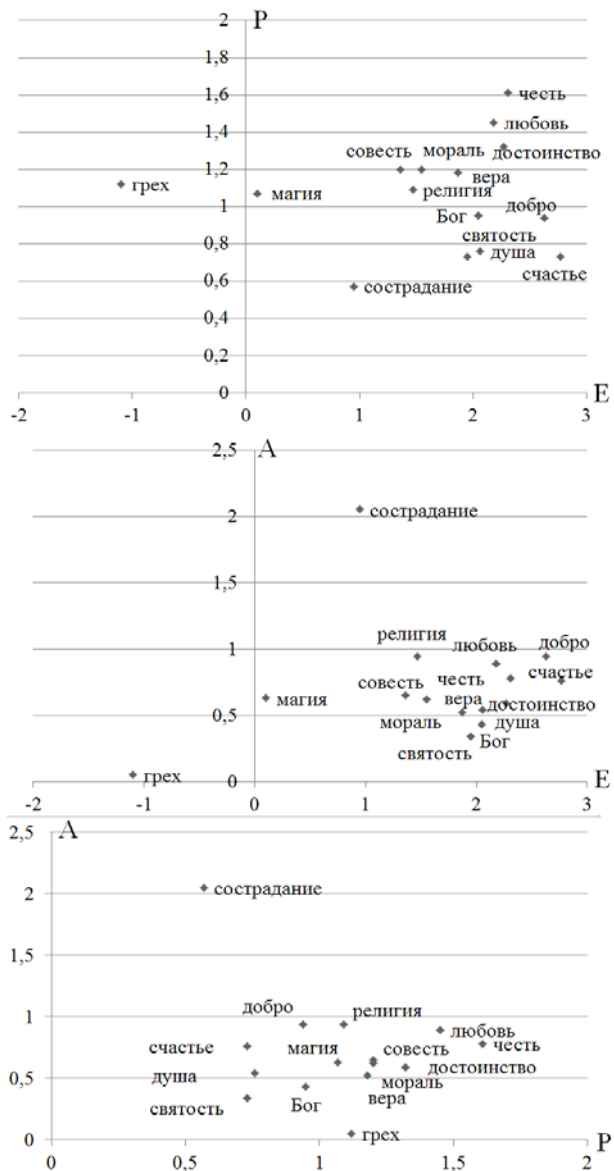 P
2
1,8
1,6
честь
любовь
1,4
достоинство
совесть мораль
1,2
вера
грех
магия
религия
1
Бог добро
0,8
святость
душа
счастье
0,6
сострадание
0,4
0,2
0
-2 -1 0 1 2 3 E
A
2,5
2
сострадание
1,5
религия
любовь добро
1
совесть честь счастье
магия
вера достоинство
0,5
мораль душа
святость Бог
грех
0
-2 -1 0 1 2 3 E
A
2,5
2
сострадание
1,5
добро религия
1
любовь
счастье магия совесть честь
0,5
душа мораль достоинство
святость Бог вера
грех
0
0 0,5 1 1,5 2 P